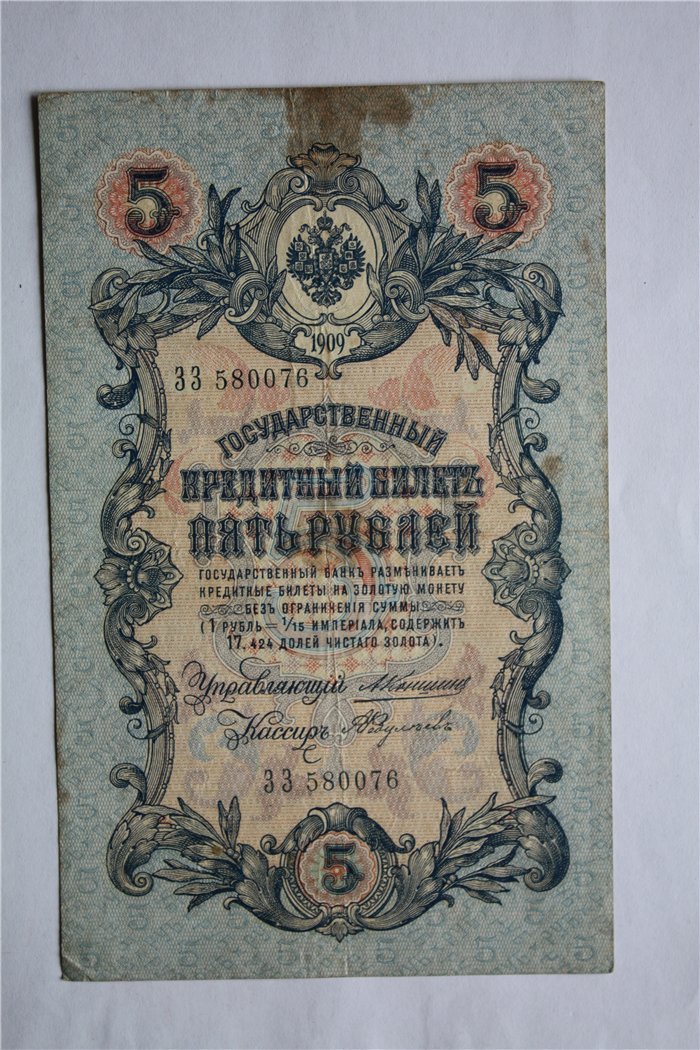 5 5
1909
ЗЗ 580076
ГОСУДАРСТВЕННЫЙ
КРЕДИТНЫЙ БИЛЕТЪ
ПЯТЬ РУБЛЕЙ
ГОСУДАРСТВЕННЫЙ БАНКЪ РАЗМѢНИВАЕТЪ
КРЕДИТНЫЕ БИЛЕТЫ НА ЗОЛОТУЮ МОНЕТУ
БЕЗЪ ОГРАНИЧЕНІЯ СУММЫ
(1 РУБЛЬ = 1/15 ИМПЕРІАЛА, СОДЕРЖИТЪ
17,424 ДОЛЕЙ ЧИСТАГО ЗОЛОТА).
Управляющій АКоншинъ
Кассиръ
ЗЗ 580076
5